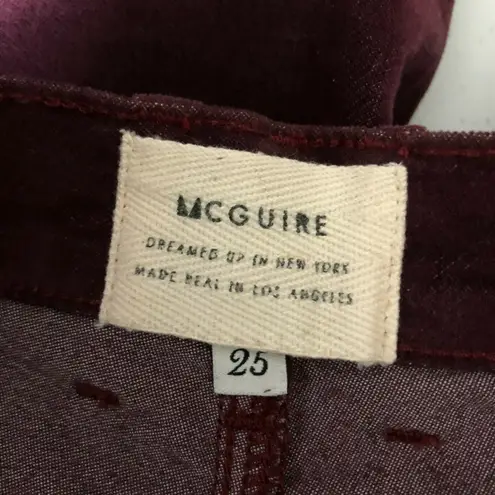 MCGUIRE
DREAMED UP IN NEW YORK
MADE REAL IN LOS ANGELES
25